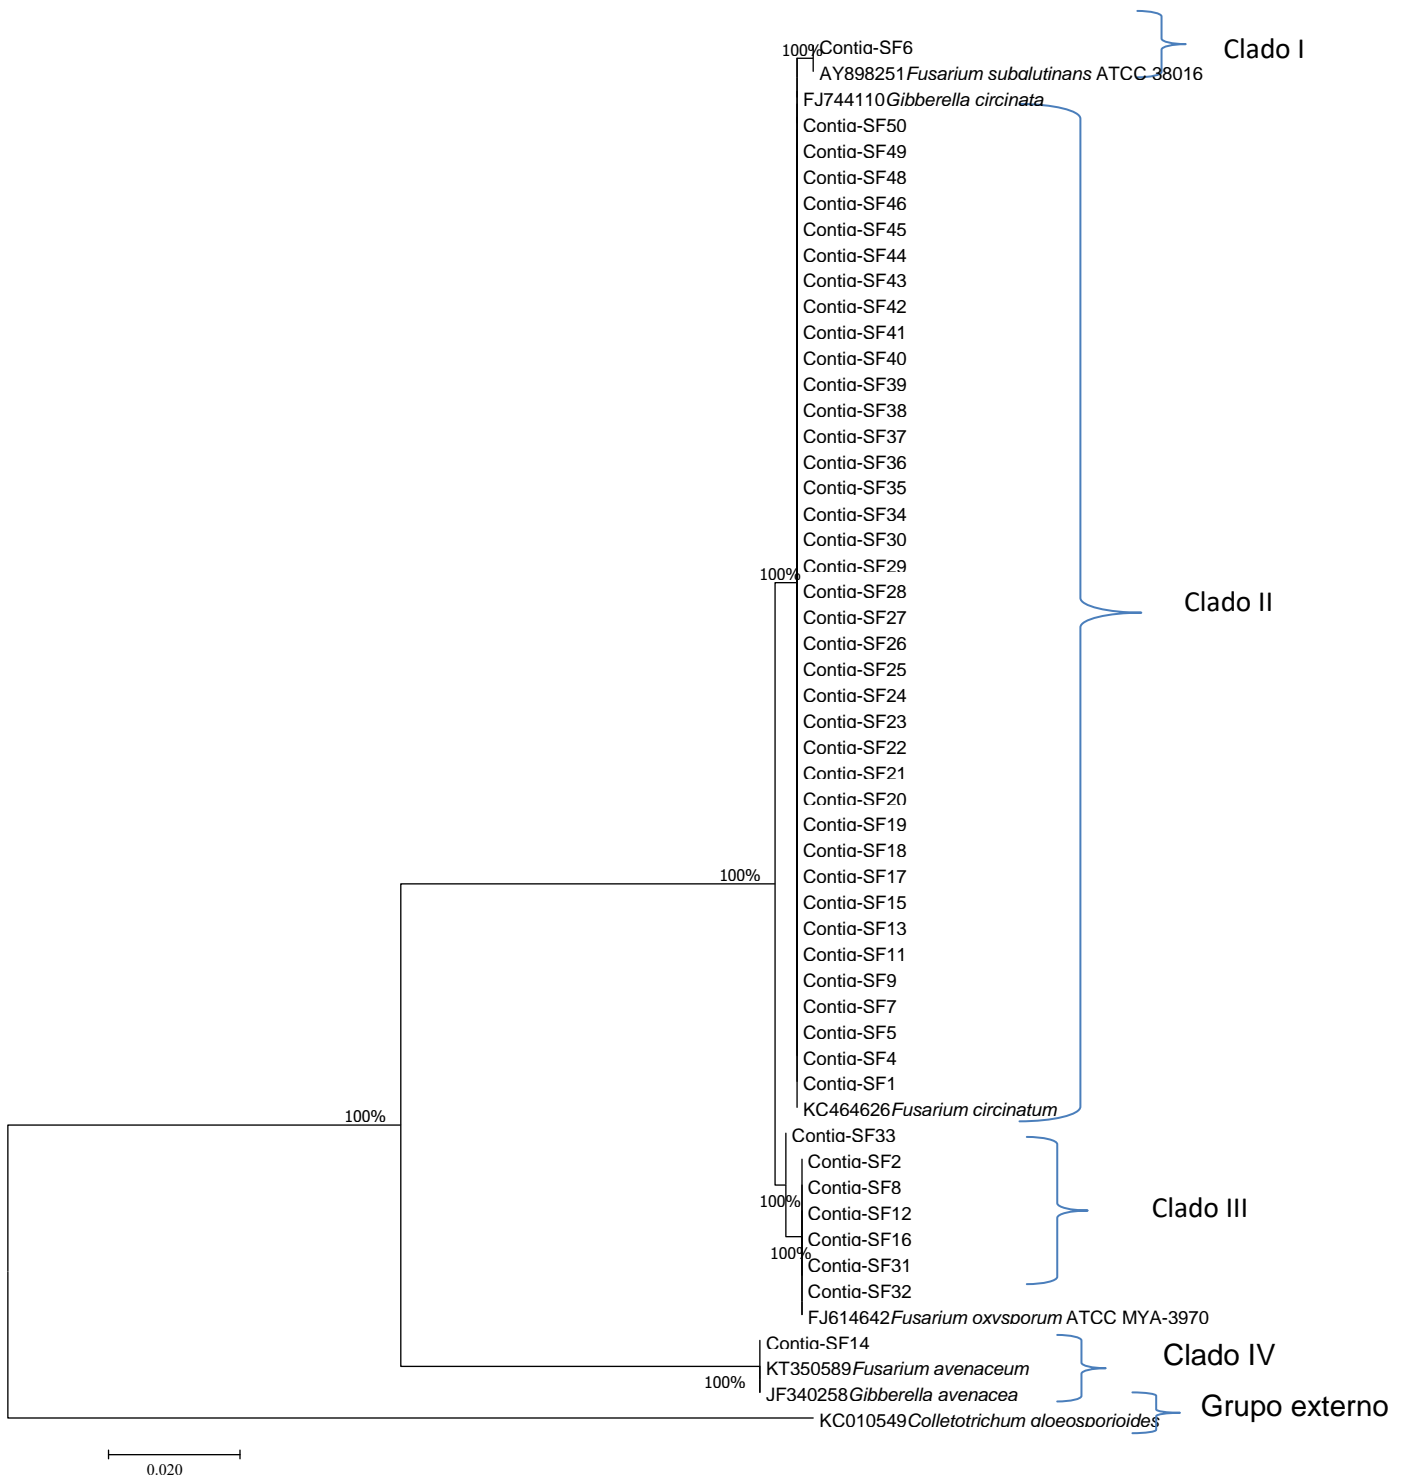 100% Contig-SF6
Clado I
AY898251 Fusarium subglutinans ATCC 38016
FJ744110 Gibberella circinata
Contig-SF50
Contig-SF49
Contig-SF48
Contig-SF46
Contig-SF45
Contig-SF44
Contig-SF43
Contig-SF42
Contig-SF41
Contig-SF40
Contig-SF39
Contig-SF38
Contig-SF37
Contig-SF36
Contig-SF35
Contig-SF34
Contig-SF30
Contig-SF29
100%
Contig-SF28
Clado II
Contig-SF27
Contig-SF26
Contig-SF25
Contig-SF24
Contig-SF23
Contig-SF22
Contig-SF21
Contig-SF20
Contig-SF19
Contig-SF18
100%
Contig-SF17
Contig-SF15
Contig-SF13
Contig-SF11
Contig-SF9
Contig-SF7
Contig-SF5
Contig-SF4
Contig-SF1
KC464626 Fusarium circinatum
100%
Contig-SF33
Contig-SF2
Contig-SF8
100%
Contig-SF12
Clado III
Contig-SF16
100%
Contig-SF31
Contig-SF32
FJ614642 Fusarium oxysporum ATCC MYA-3970
Contig-SF14
Clado IV
KT350589 Fusarium avenaceum
100%
JF340258 Gibberella avenacea
Grupo externo
KC010549 Colletotrichum gloeosporioides
0.020